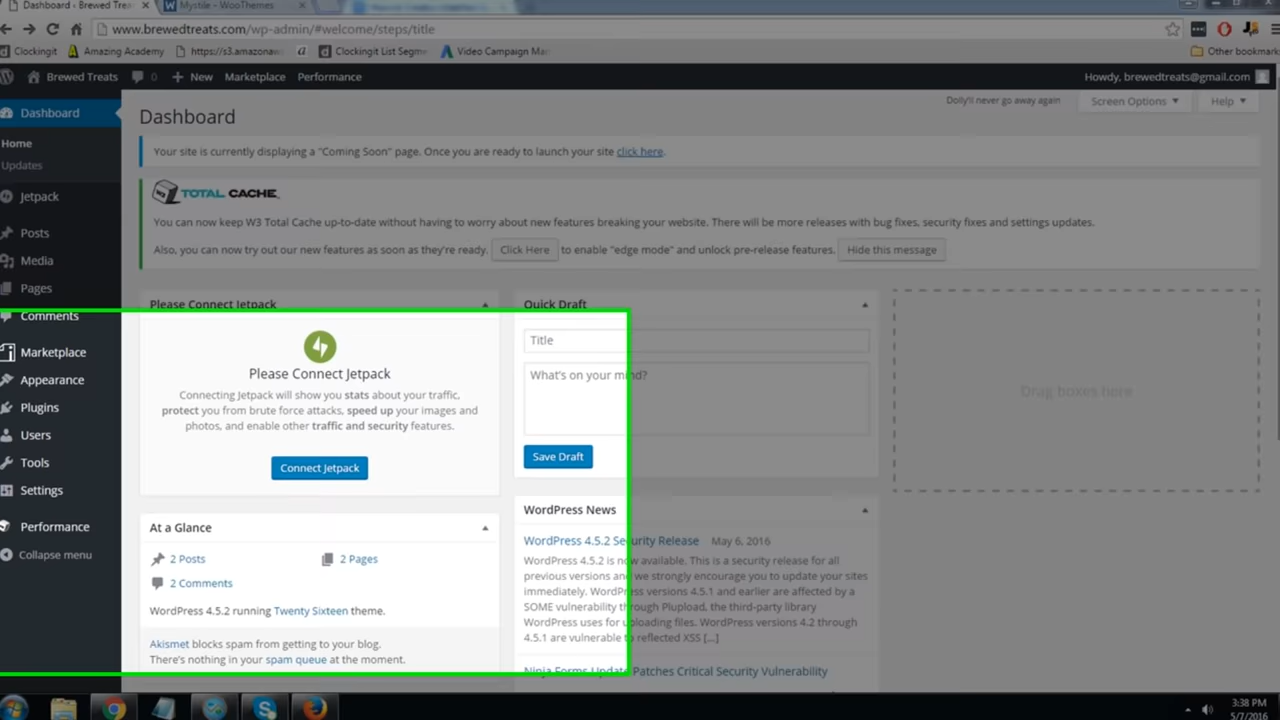 Dashboard ‹ Brewed Trea
Mystile - WooThemes
www.brewedtreats.com/wp-admin/#welcome/steps/title
Clockingit
Amazing Academy
https://s3.amazonaw
Clockingit List Segme
Video Campaign Mar
Other bookmark
Brewed Treats
0
New
Marketplace
Performance
Howdy, brewedtreats@gmail.com
Dashboard
Home
Updates
Jetpack
Posts
Media
Pages
Comments
Marketplace
Appearance
Plugins
Users
Tools
Settings
Performance
Collapse menu
Dashboard
Dolly'll never go away again
Screen Options
Help
Your site is currently displaying a "Coming Soon" page. Once you are ready to launch your site click here.
W3 TOTAL CACHE
You can now keep W3 Total Cache up-to-date without having to worry about new features breaking your website. There will be more releases with bug fixes, security fixes and settings updates.
Also, you can now try out our new features as soon as they're ready. Click Here to enable "edge mode" and unlock pre-release features. Hide this message
Please Connect Jetpack
Please Connect Jetpack
Connecting Jetpack will show you stats about your traffic,
protect you from brute force attacks, speed up your images and
photos, and enable other traffic and security features.
Connect Jetpack
At a Glance
2 Posts
2 Pages
2 Comments
WordPress 4.5.2 running Twenty Sixteen theme.
Akismet blocks spam from getting to your blog.
There's nothing in your spam queue at the moment.
Quick Draft
Title
What's on your mind?
Save Draft
WordPress News
WordPress 4.5.2 Security Release May 6, 2016
WordPress 4.5.2 is now available. This is a security release for all
previous versions and we strongly encourage you to update your sites
immediately. WordPress versions 4.5.1 and earlier are affected by a
SOME vulnerability through Plupload, the third-party library
WordPress uses for uploading files. WordPress versions 4.2 through
4.5.1 are vulnerable to reflected XSS […]
Ninja Forms Update Patches Critical Security Vulnerability
Drag boxes here
3:38 PM
5/7/2016